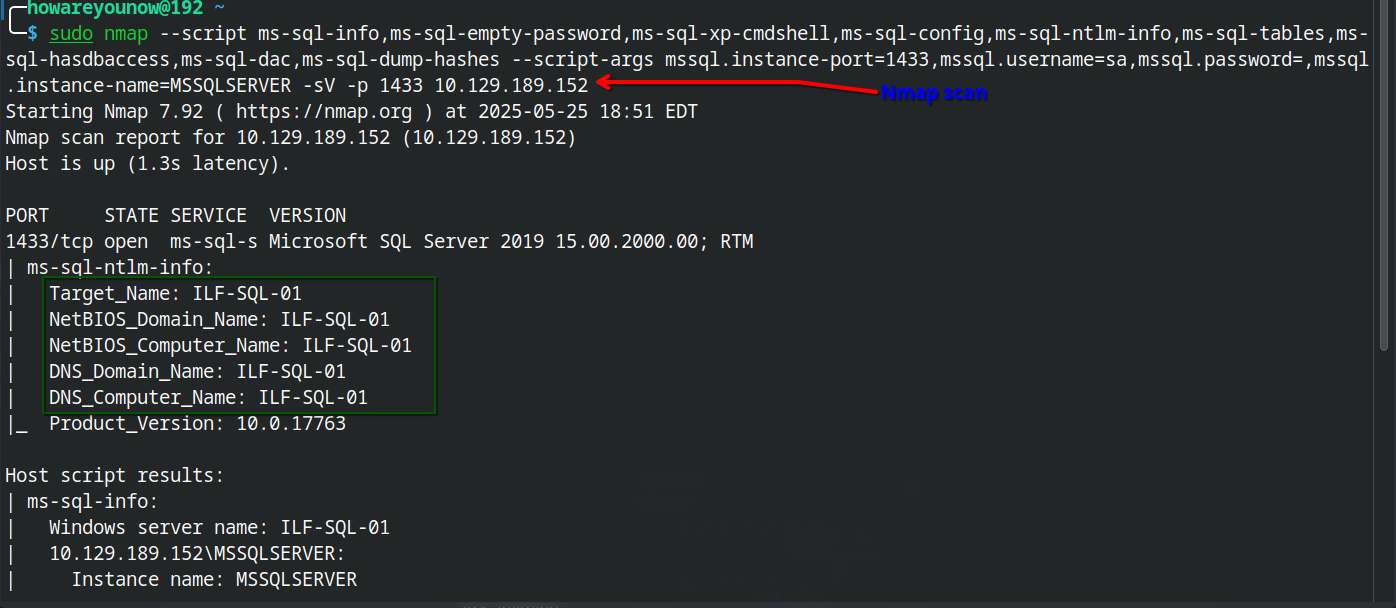 howareyounow@192 ~
$ sudo nmap --script ms-sql-info,ms-sql-empty-password,ms-sql-xp-cmdshell,ms-sql-config,ms-sql-ntlm-info,ms-sql-tables,ms-
sql-hasdbaccess,ms-sql-dac,ms-sql-dump-hashes --script-args mssql.instance-port=1433,mssql.username=sa,mssql.password=,mssql
.instance-name=MSSQLSERVER -sV -p 1433 10.129.189.152
Nmap scan
Starting Nmap 7.92 ( https://nmap.org ) at 2025-05-25 18:51 EDT
Nmap scan report for 10.129.189.152 (10.129.189.152)
Host is up (1.3s latency).
PORT     STATE SERVICE  VERSION
1433/tcp open  ms-sql-s Microsoft SQL Server 2019 15.00.2000.00; RTM
| ms-sql-ntlm-info:
|   Target_Name: ILF-SQL-01
|   NetBIOS_Domain_Name: ILF-SQL-01
|   NetBIOS_Computer_Name: ILF-SQL-01
|   DNS_Domain_Name: ILF-SQL-01
|   DNS_Computer_Name: ILF-SQL-01
|_  Product_Version: 10.0.17763
Host script results:
| ms-sql-info:
|   Windows server name: ILF-SQL-01
|   10.129.189.152\MSSQLSERVER:
|     Instance name: MSSQLSERVER